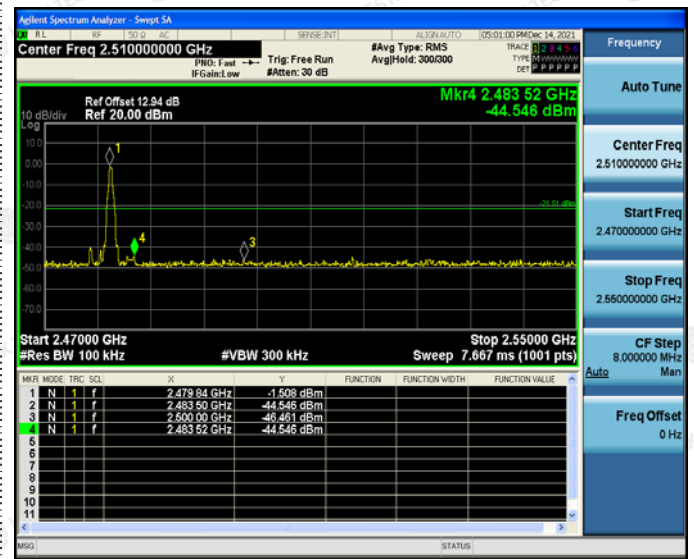 Agilent Spectrum Analyzer - Swept SA
RL RF 50 Ω AC SENSE:INT ALIGNAUTO 05:01:00 PM Dec 14, 2021
Center Freq 2.510000000 GHz
PNO: Fast
IFGain:Low
Trig: Free Run
#Atten: 30 dB
#Avg Type: RMS
Avg|Hold: 300/300
TRACE 1 2 3 4 5 6
TYPE M
DET P P P P P P
Mkr4 2.483 52 GHz
-44.546 dBm
Ref Offset 12.94 dB
10 dB/div Ref 20.00 dBm
Log
10.0
0.00
-10.0
-20.0
-30.0
-40.0
-50.0
-60.0
-70.0
1
4
3
-21.51 dBm
Start 2.47000 GHz Stop 2.55000 GHz
#Res BW 100 kHz #VBW 300 kHz Sweep 7.667 ms (1001 pts)
MKR MODE TRC SCL X Y FUNCTION FUNCTION WIDTH FUNCTION VALUE
1 N 1 f 2.479 84 GHz -1.508 dBm
2 N 1 f 2.483 50 GHz -44.546 dBm
3 N 1 f 2.500 00 GHz -46.461 dBm
4 N 1 f 2.483 52 GHz -44.546 dBm
5
6
7
8
9
10
11
MSG STATUS
Frequency
Auto Tune
Center Freq
2.510000000 GHz
Start Freq
2.470000000 GHz
Stop Freq
2.550000000 GHz
CF Step
8.000000 MHz
Auto Man
Freq Offset
0 Hz